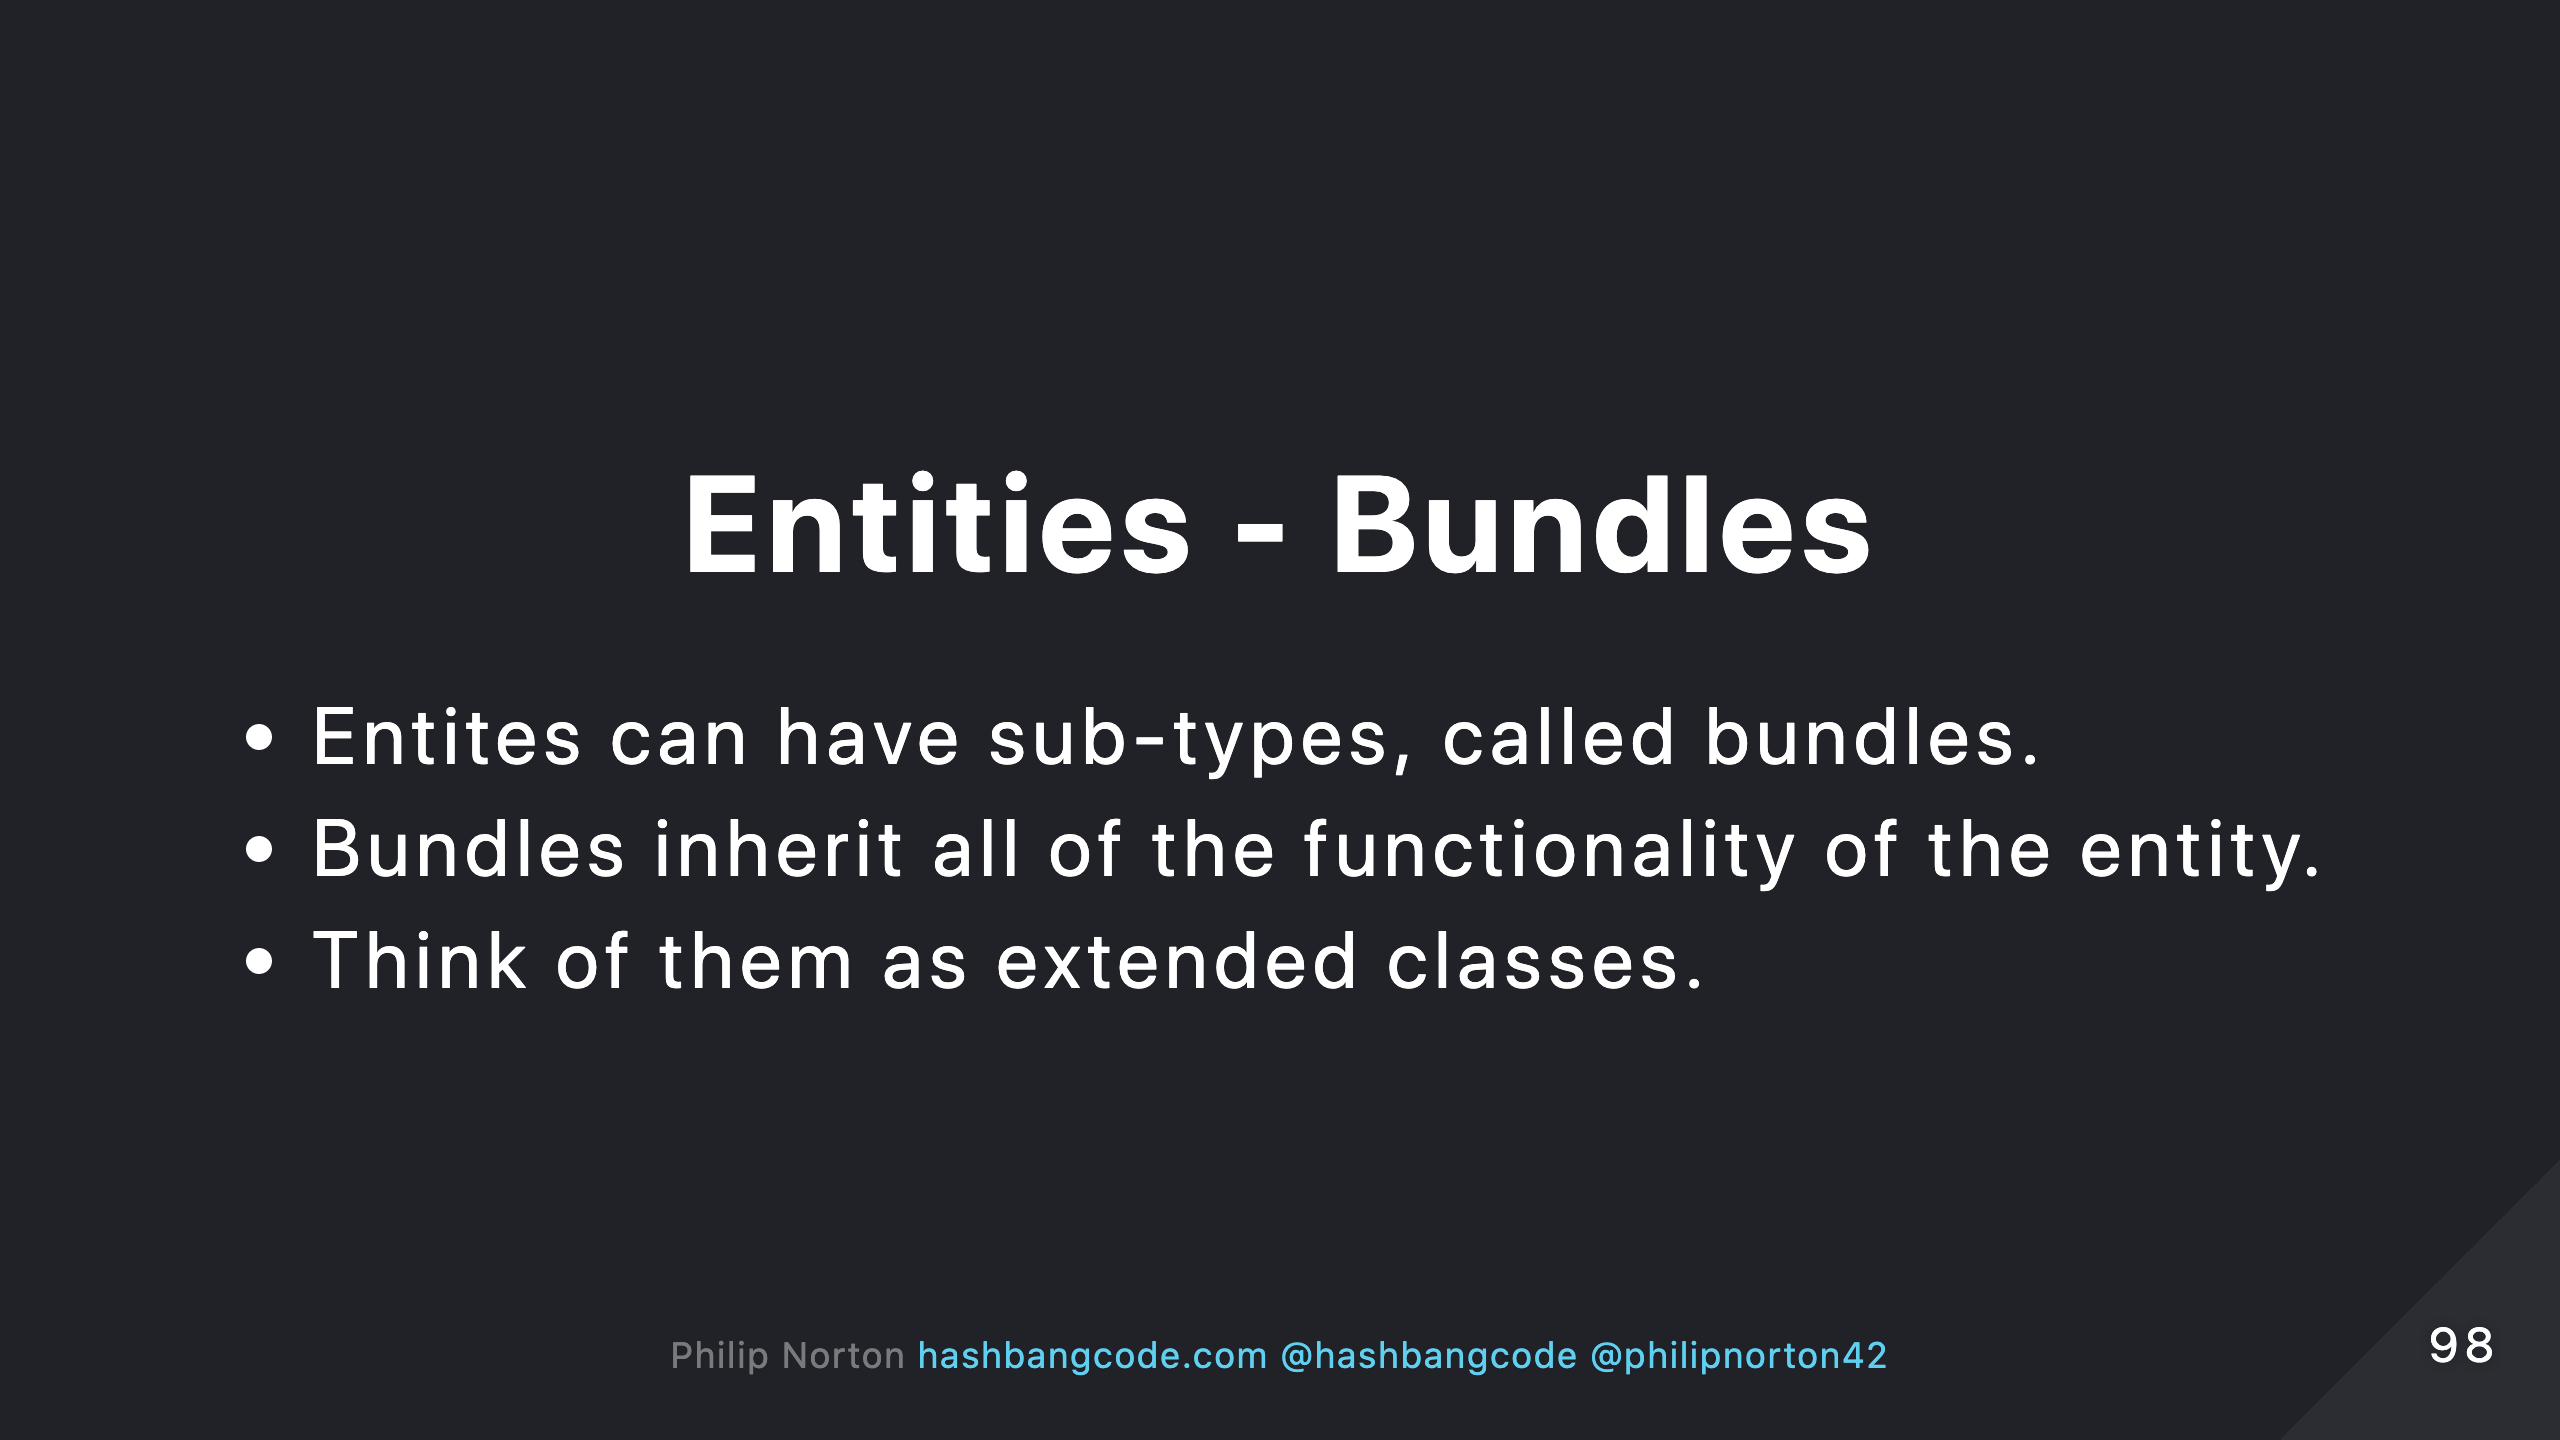 Entities - Bundles
• Entites can have sub-types, called bundles.
• Bundles inherit all of the functionality of the entity.
• Think of them as extended classes.
Philip Norton hashbangcode.com @hashbangcode @philipnorton42
98